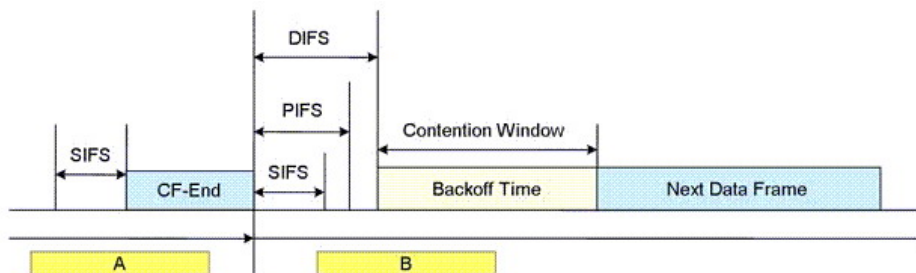 DIFS
PIFS
Contention Window
SIFS
SIFS
CF-End
Backoff Time
Next Data Frame
A
B